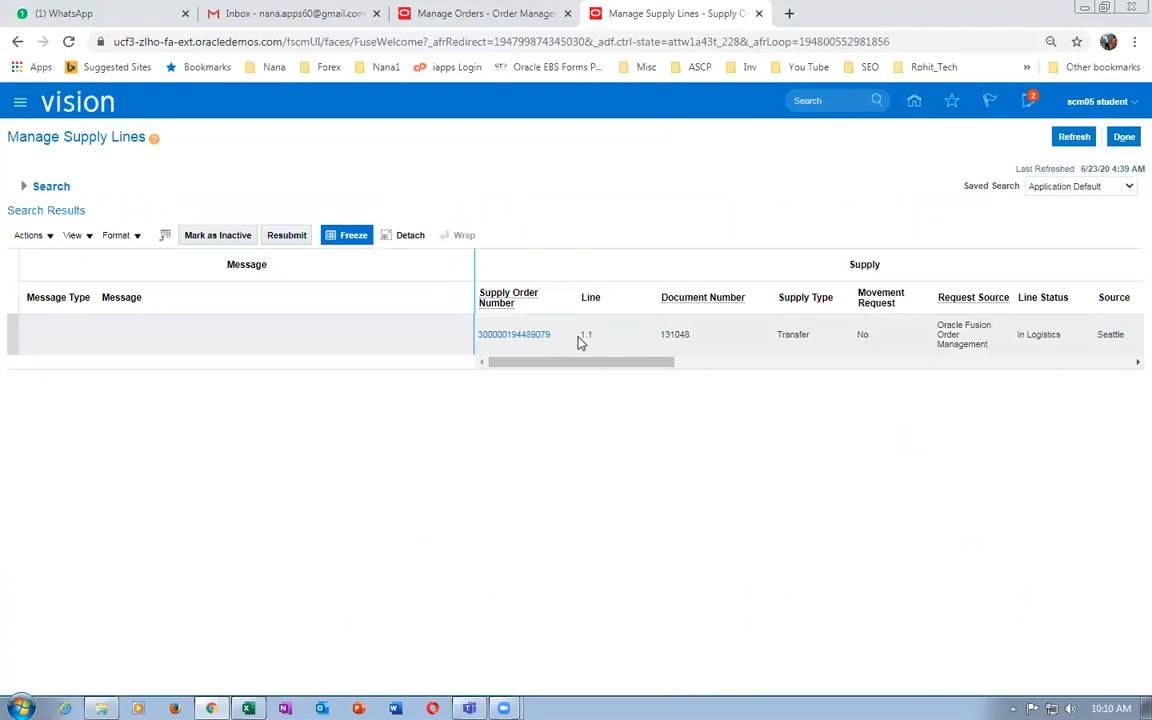 (1) WhatsApp
Inbox - nana.apps60@gmail.com
Manage Orders - Order Manage
Manage Supply Lines - Supply O
ucf3-zlho-fa-ext.oracledemos.com/fscmUI/faces/FuseWelcome?_afrRedirect=194799874345030&_adf.ctrl-state=attw1a43t_228&_afrLoop=194800552981856
Apps
Suggested Sites
Bookmarks
Nana
Forex
Nana1
iapps Login
Oracle EBS Forms P...
Misc
ASCP
Inv
You Tube
SEO
Rohit_Tech
»
Other bookmarks
vision
Search
2
scm05 student
Manage Supply Lines
?
Refresh
Done
Last Refreshed 6/23/20 4:39 AM
Search
Saved Search
Application Default
Search Results
Actions
View
Format
Mark as Inactive
Resubmit
Freeze
Detach
Wrap
Message
Supply
Message Type
Message
Supply Order
Number
Line
Document Number
Supply Type
Movement
Request
Request Source
Line Status
Source
300000194489079
1.1
131048
Transfer
No
Oracle Fusion
Order
Management
In Logistics
Seattle
10:10 AM